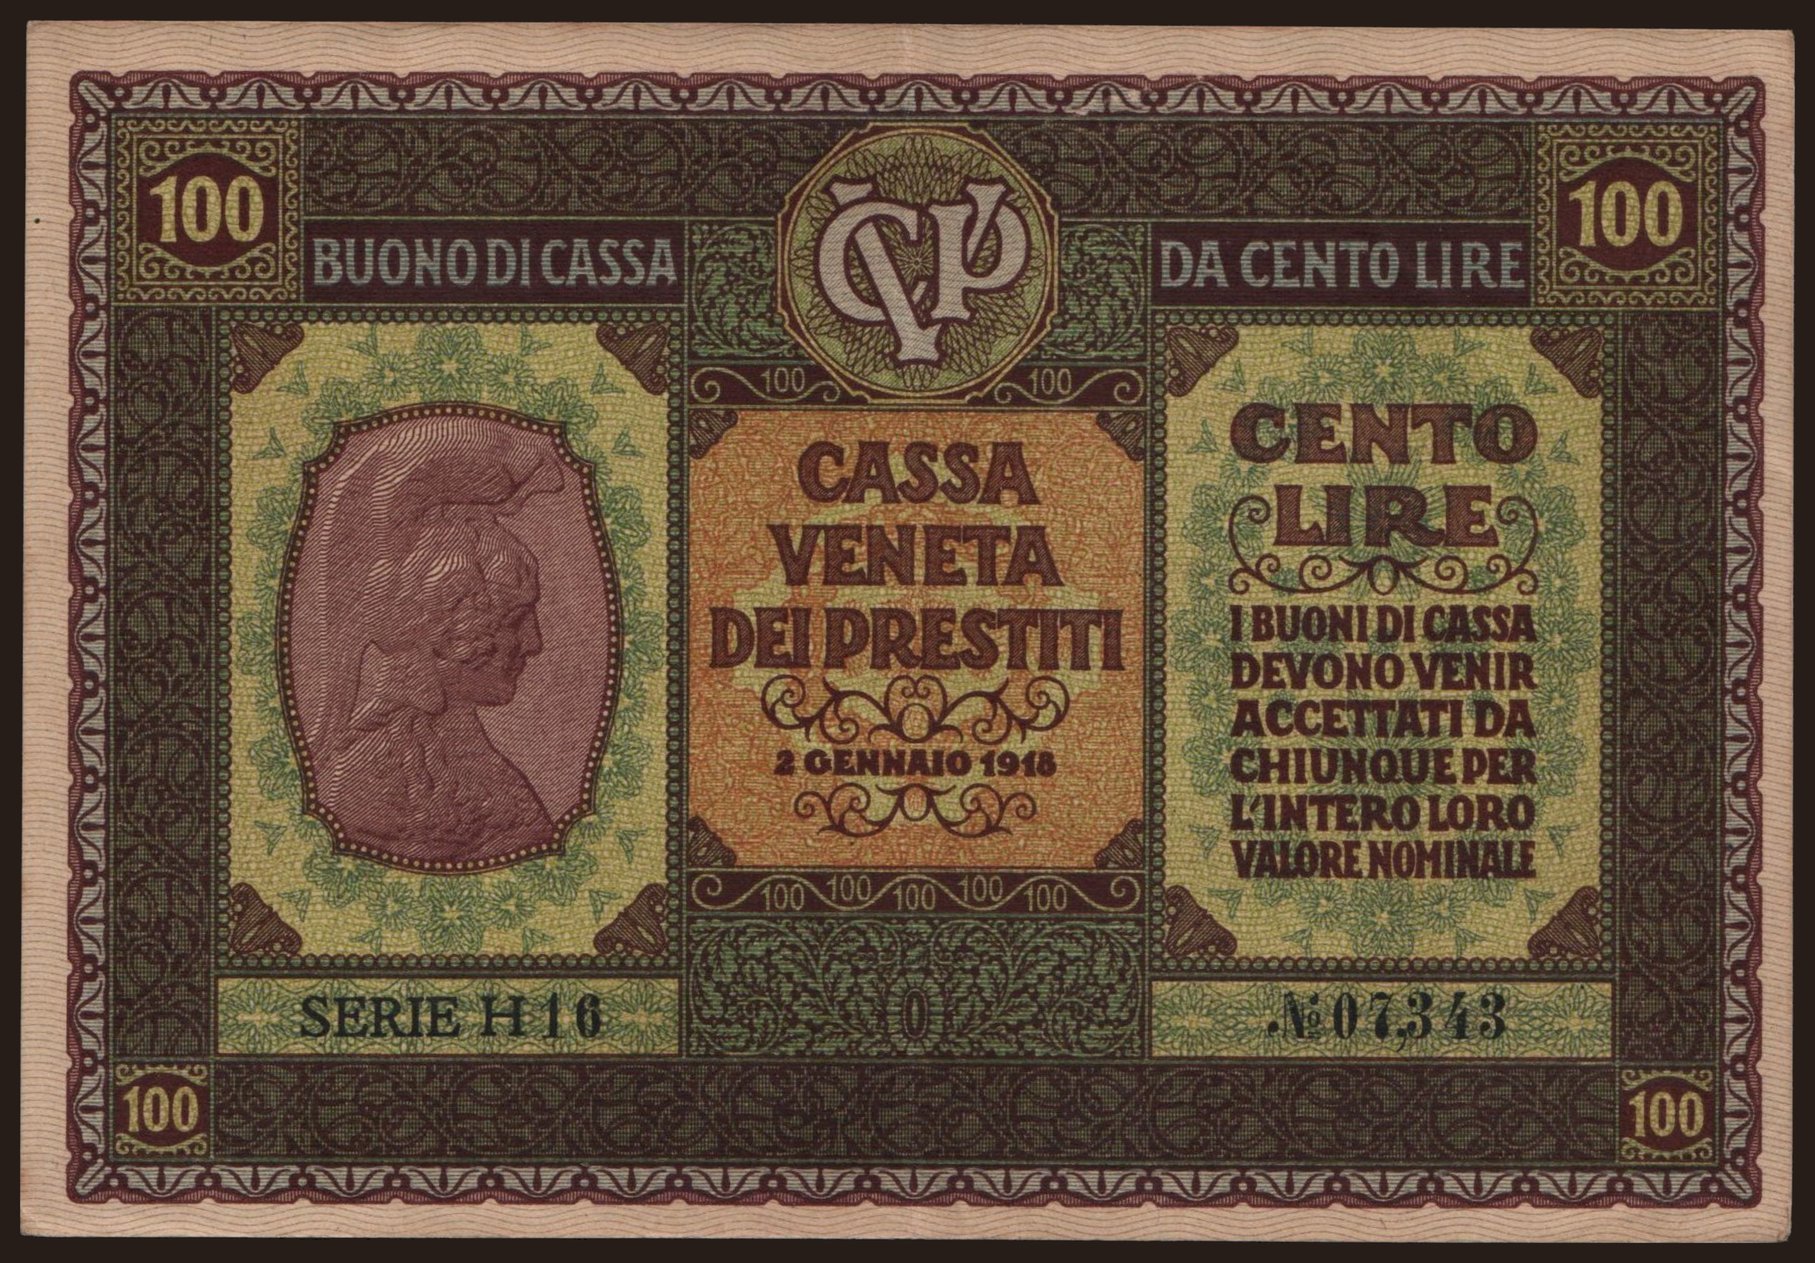 100
100
BUONO DI CASSA
CVP
DA CENTO LIRE
100
100
CASSA
VENETA
DEI PRESTITI
2 GENNAIO 1918
CENTO
LIRE
I BUONI DI CASSA
DEVONO VENIR
ACCETTATI DA
CHIUNQUE PER
L'INTERO LORO
VALORE NOMINALE
100 100 100 100 100
SERIE H16
№ 07,343
100
100